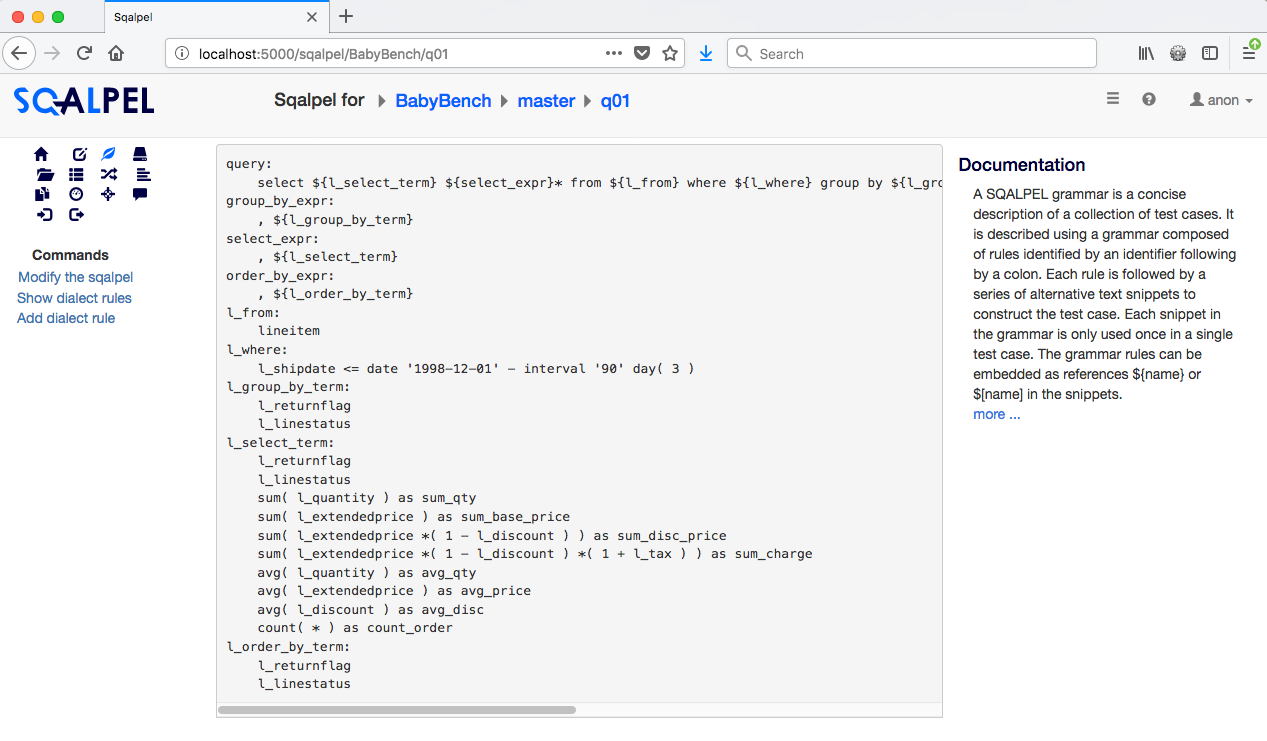 Sqalpel
localhost:5000/sqalpel/BabyBench/q01
Search
SQALPEL
Sqalpel for BabyBench master q01
anon
Commands
Modify the sqalpel
Show dialect rules
Add dialect rule
query:
select ${l_select_term} ${select_expr}* from ${l_from} where ${l_where} group by ${l_gro
group_by_expr:
, ${l_group_by_term}
select_expr:
, ${l_select_term}
order_by_expr:
, ${l_order_by_term}
l_from:
lineitem
l_where:
l_shipdate <= date '1998-12-01' - interval '90' day( 3 )
l_group_by_term:
l_returnflag
l_linestatus
l_select_term:
l_returnflag
l_linestatus
sum( l_quantity ) as sum_qty
sum( l_extendedprice ) as sum_base_price
sum( l_extendedprice *( 1 - l_discount ) ) as sum_disc_price
sum( l_extendedprice *( 1 - l_discount ) *( 1 + l_tax ) ) as sum_charge
avg( l_quantity ) as avg_qty
avg( l_extendedprice ) as avg_price
avg( l_discount ) as avg_disc
count( * ) as count_order
l_order_by_term:
l_returnflag
l_linestatus
Documentation
A SQALPEL grammar is a concise
description of a collection of test cases. It
is described using a grammar composed
of rules identified by an identifier following
by a colon. Each rule is followed by a
series of alternative text snippets to
construct the test case. Each snippet in
the grammar is only used once in a single
test case. The grammar rules can be
embedded as references ${name} or
$[name] in the snippets.
more ...